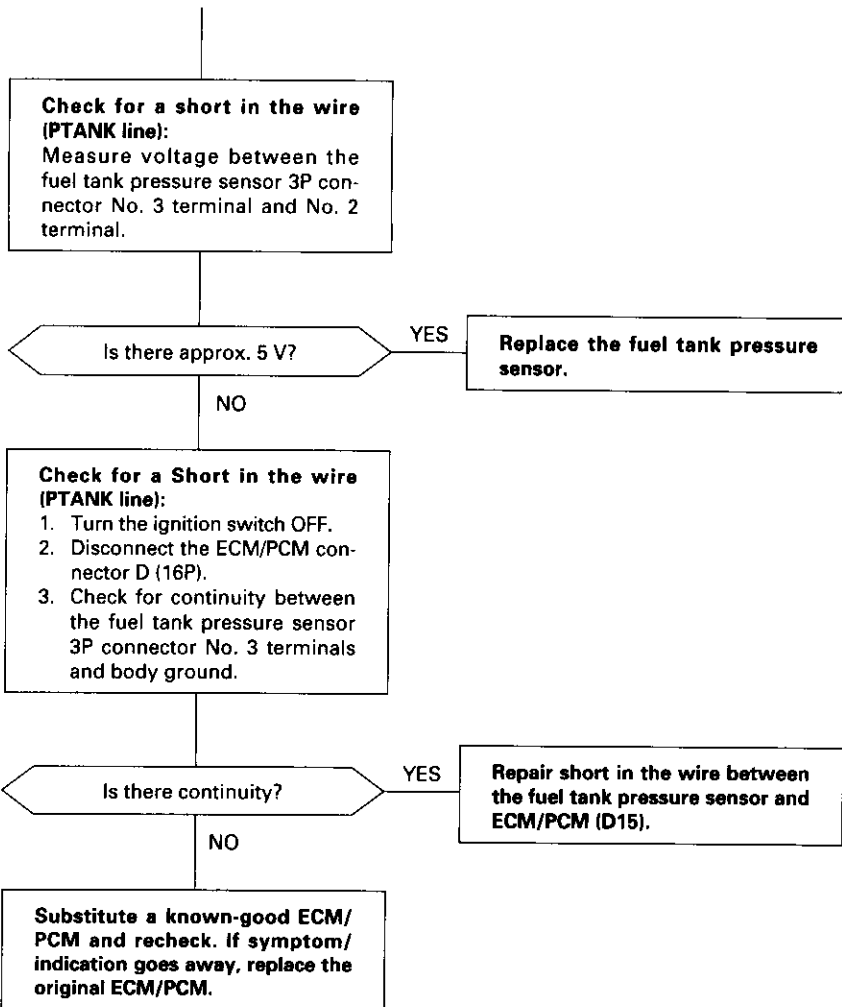 Check for a short in the wire
(PTANK line):
Measure voltage between the
fuel tank pressure sensor 3P con-
nector No. 3 terminal and No. 2
terminal.
Is there approx. 5 V?
YES
Replace the fuel tank pressure
sensor.
NO
Check for a Short in the wire
(PTANK line):
1. Turn the ignition switch OFF.
2. Disconnect the ECM/PCM con-
nector D (16P).
3. Check for continuity between
the fuel tank pressure sensor
3P connector No. 3 terminals
and body ground.
Is there continuity?
YES
Repair short in the wire between
the fuel tank pressure sensor and
ECM/PCM (D15).
NO
Substitute a known-good ECM/
PCM and recheck. If symptom/
indication goes away, replace the
original ECM/PCM.